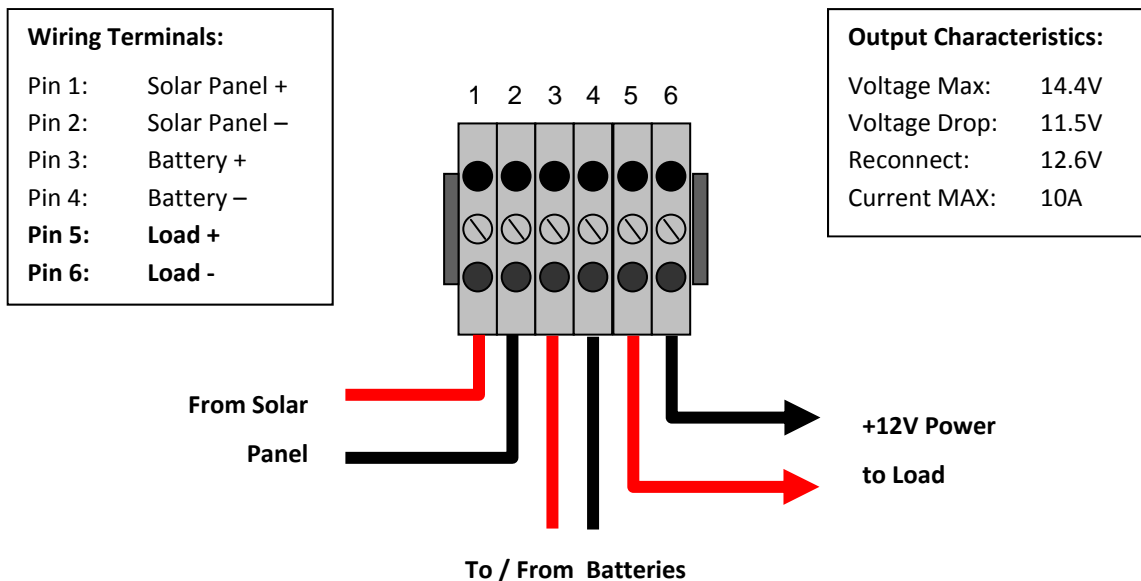 Wiring Terminals:
Pin 1: Solar Panel +
Pin 2: Solar Panel –
Pin 3: Battery +
Pin 4: Battery –
Pin 5: Load +
Pin 6: Load -
1 2 3 4 5 6
Output Characteristics:
Voltage Max: 14.4V
Voltage Drop: 11.5V
Reconnect: 12.6V
Current MAX: 10A
From Solar
Panel
+12V Power
to Load
To / From Batteries